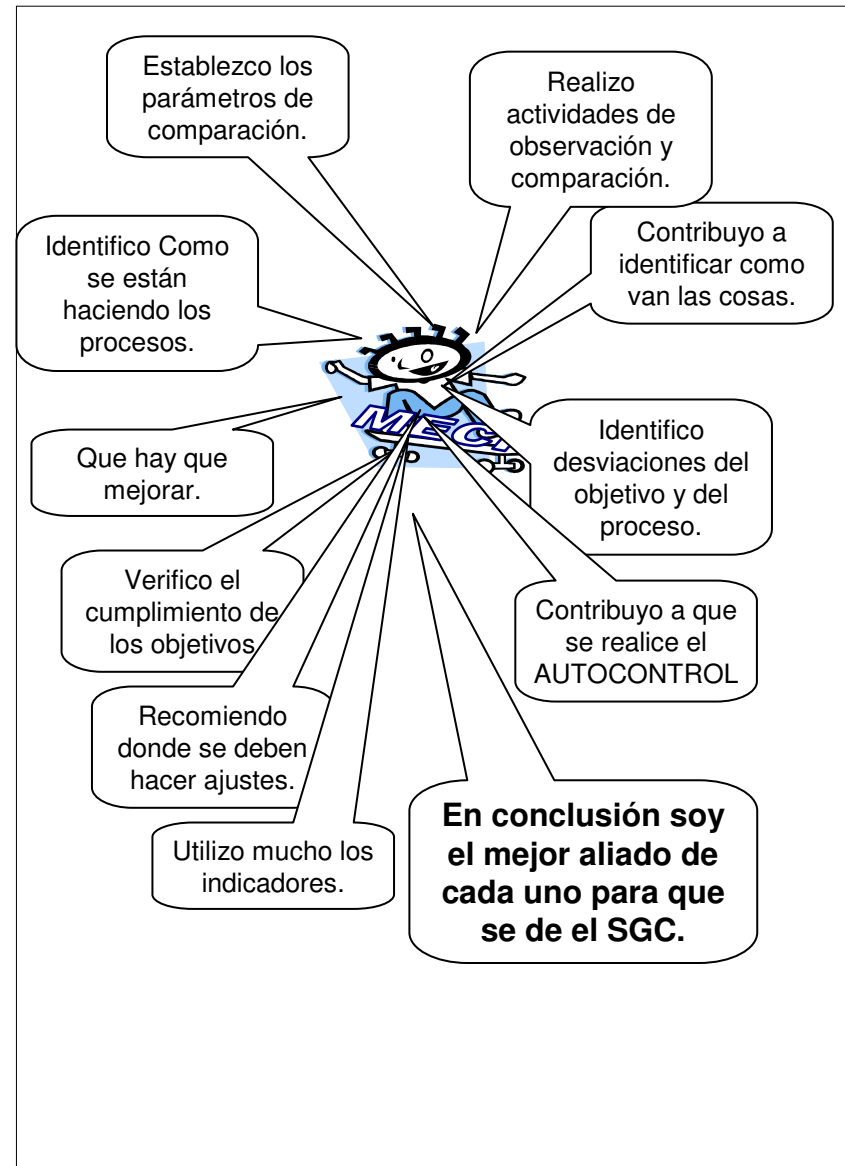 Establezco los
parámetros de
comparación.
Realizo
actividades de
observación y
comparación.
Identifico Como
se están
haciendo los
procesos.
Contribuyo a
identificar como
van las cosas.
MECI
Que hay que
mejorar.
Identifico
desviaciones del
objetivo y del
proceso.
Verifico el
cumplimiento de
los objetivos
Contribuyo a que
se realice el
AUTOCONTROL
Recomiendo
donde se deben
hacer ajustes.
Utilizo mucho los
indicadores.
En conclusión soy
el mejor aliado de
cada uno para que
se de el SGC.